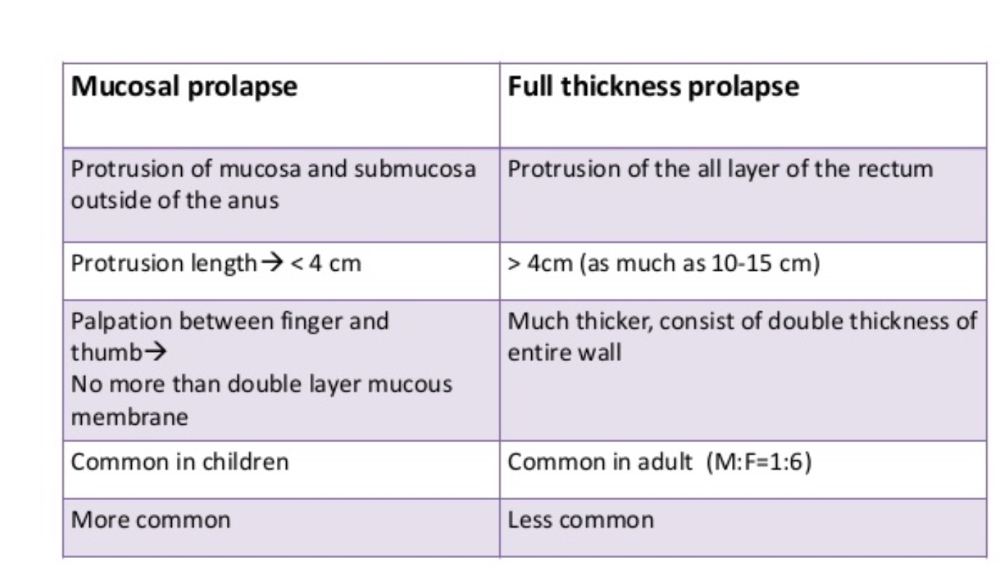 Mucosal prolapse
Full thickness prolapse
Protrusion of mucosa and submucosa
outside of the anus
Protrusion of the all layer of the rectum
Protrusion length→ < 4 cm
> 4cm (as much as 10-15 cm)
Palpation between finger and
thumb→
No more than double layer mucous
membrane
Much thicker, consist of double thickness of
entire wall
Common in children
Common in adult (M:F=1:6)
More common
Less common